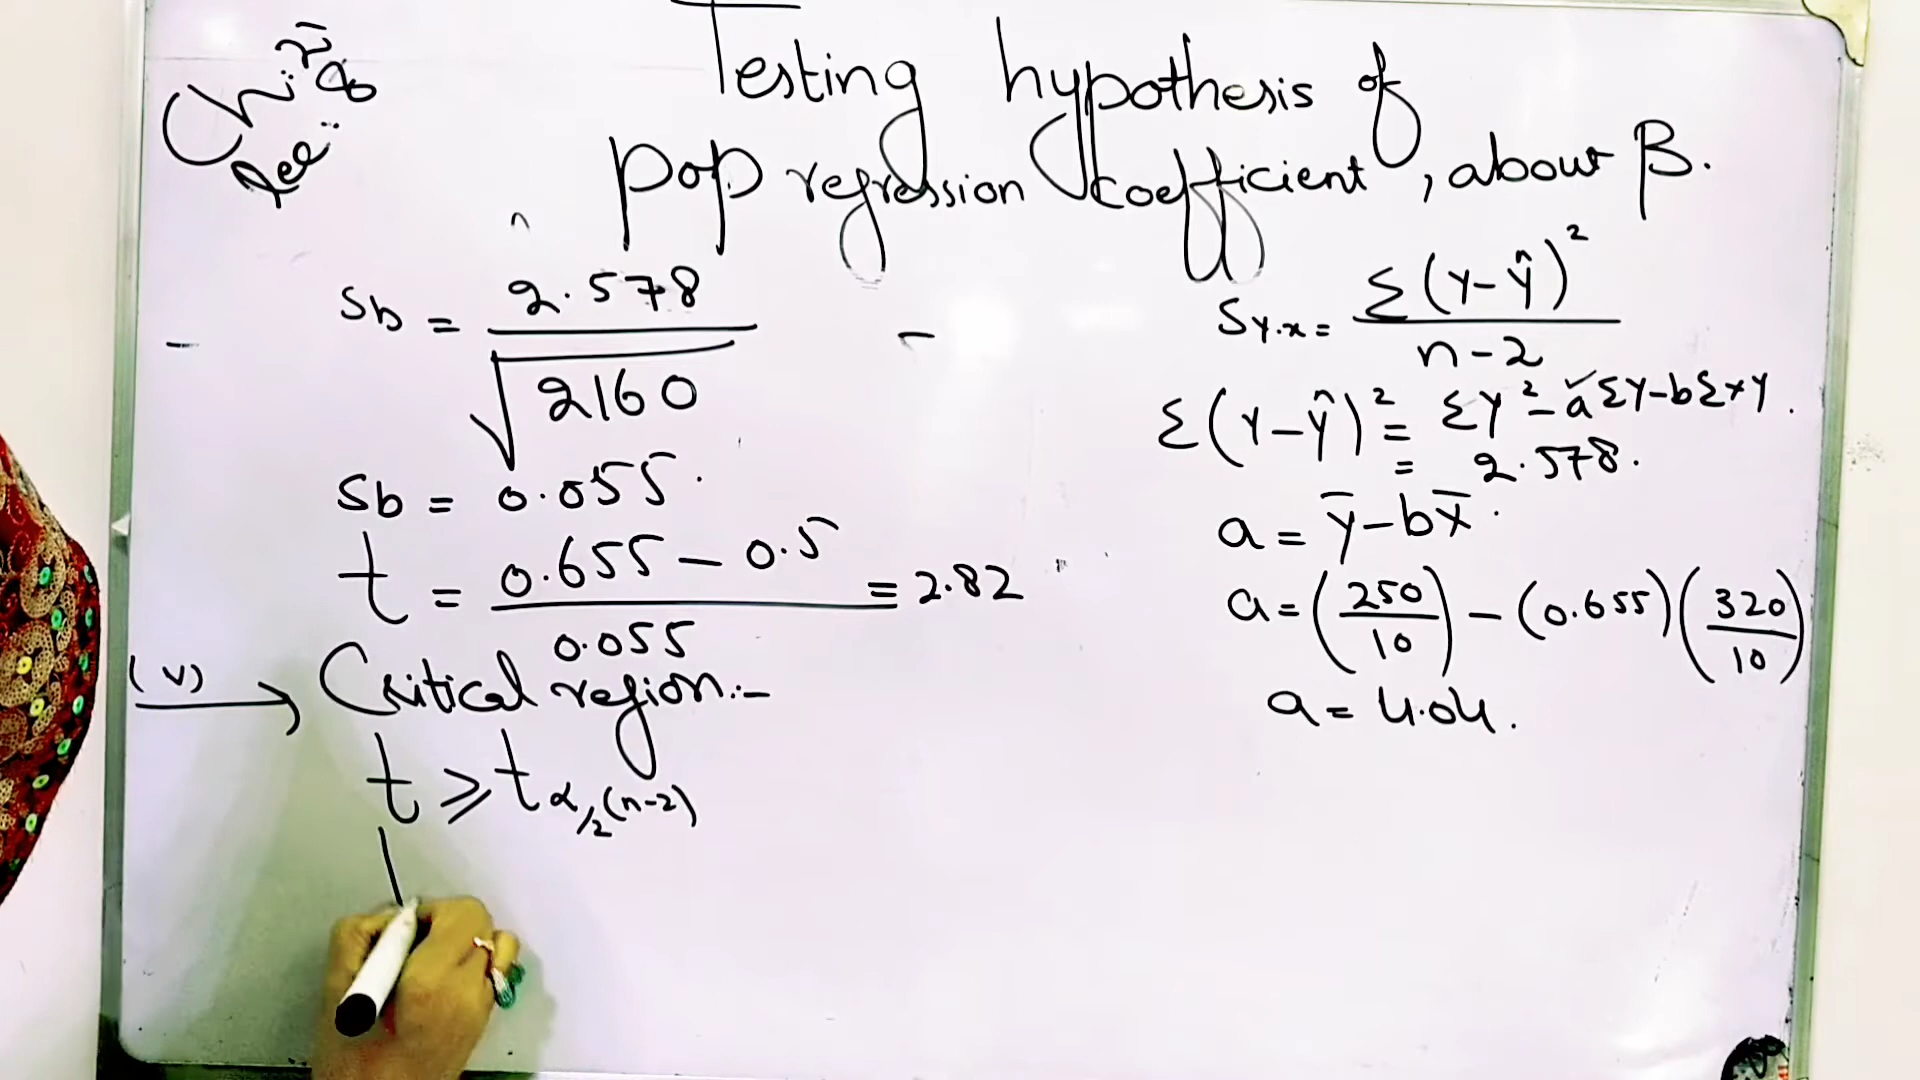 Testing hypothesis of
pop regression coefficient, about β.
Sb = 2.578 / √2160
Sb = 0.055.
t = 0.655 - 0.5 / 0.055 = 2.82
(v) → Critical region:-
t ≥ t α/2 (n-2)
S y.x = Σ(Y-Ŷ)² / n-2
Σ(Y-Ŷ)² = ΣY² - aΣY - bΣXY.
= 2.578.
a = Y̅ - bX̅.
a = (250/10) - (0.655)(320/10)
a = 4.04.